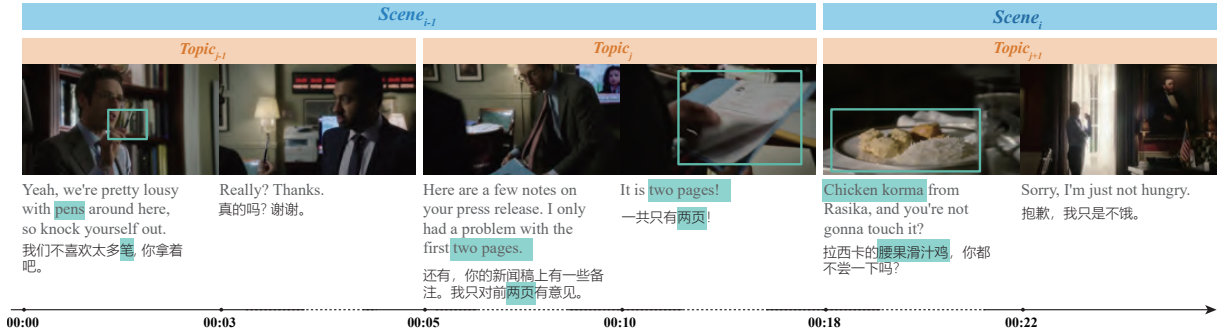 Scene_{i-1}
Scene_i
Topic_{j-1}
Topic_j
Topic_{j+1}
Yeah, we're pretty lousy
with pens around here,
so knock yourself out.
我们不喜欢太多笔, 你拿着
吧。
Really? Thanks.
真的吗? 谢谢。
Here are a few notes on
your press release. I only
had a problem with the
first two pages.
还有，你的新闻稿上有一些备
注。我只对前两页有意见。
It is two pages!
一共只有两页!
Chicken korma from
Rasika, and you're not
gonna touch it?
拉西卡的腰果滑汁鸡，你都
不尝一下吗？
Sorry, I'm just not hungry.
抱歉，我只是不饿。
00:00
00:03
00:05
00:10
00:18
00:22